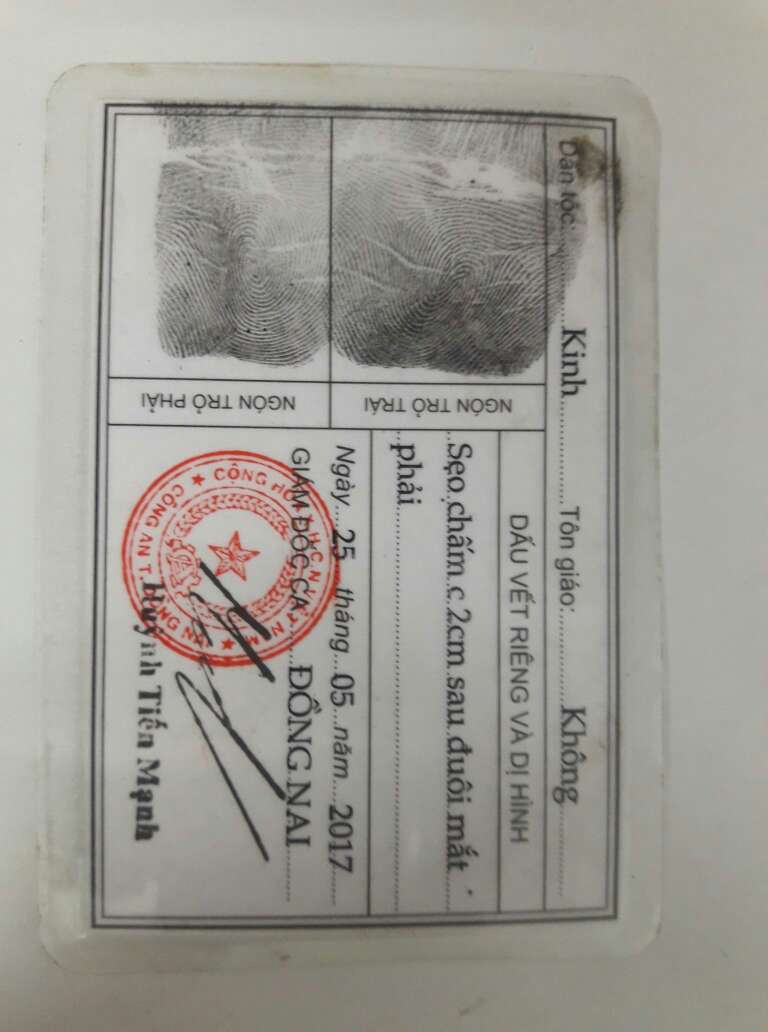 Dân tộc: Kinh Tôn giáo: Không
DẤU VẾT RIÊNG VÀ DỊ HÌNH
Sẹo chấm c 2cm sau đuôi mắt
phải
NGÓN TRỎ TRÁI
NGÓN TRỎ PHẢI
Ngày 25 tháng 05 năm 2017
GIÁM ĐỐC CA ĐỒNG NAI
CỘNG HÒA
CÔNG AN T
Huỳnh Tiến Mạnh